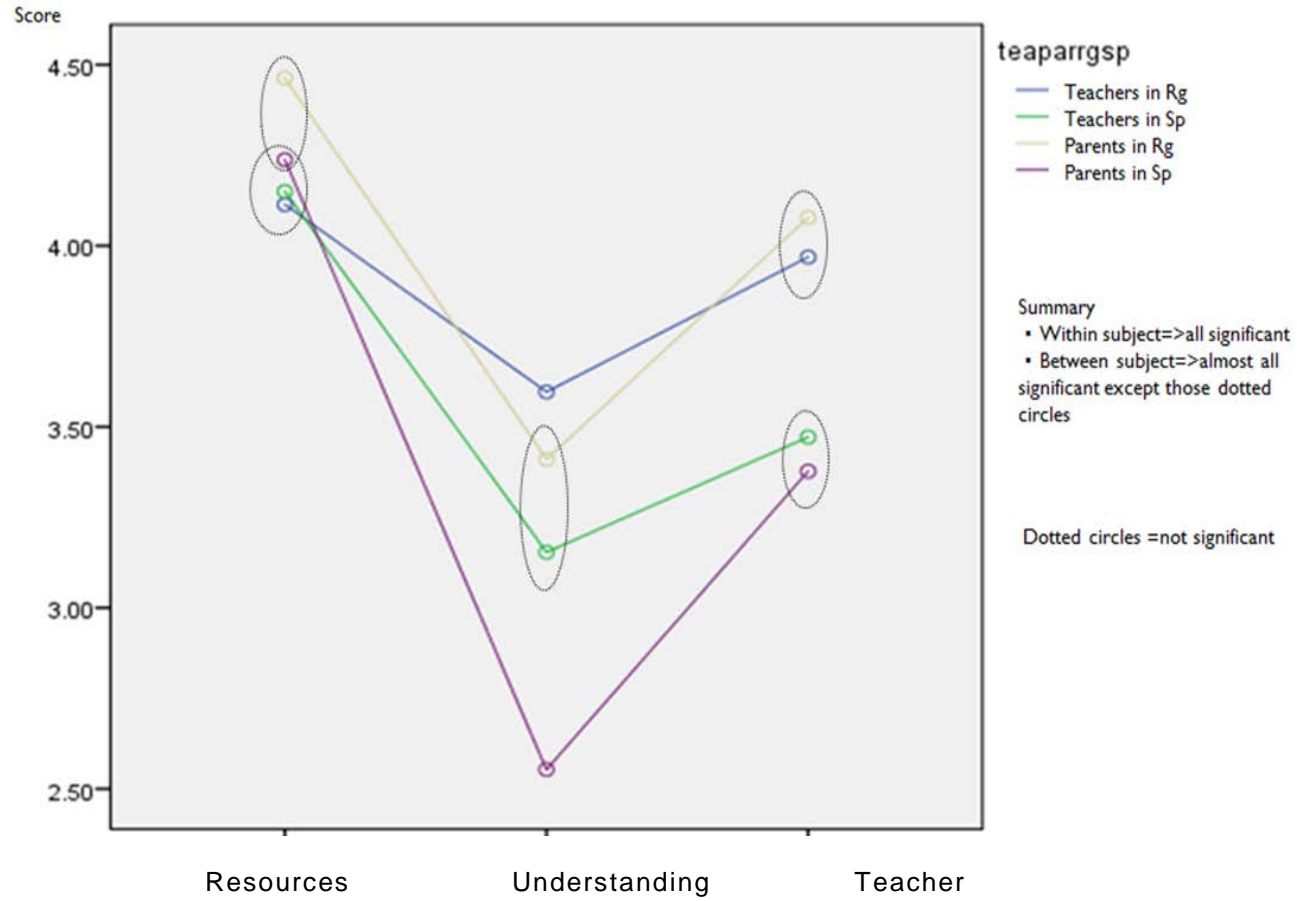 Score
4.50
4.00
3.50
3.00
2.50
Resources Understanding Teacher
teaparrgsp
Teachers in Rg
Teachers in Sp
Parents in Rg
Parents in Sp
Summary
▪ Within subject=>all significant
▪ Between subject=>almost all
significant except those dotted
circles
Dotted circles =not significant